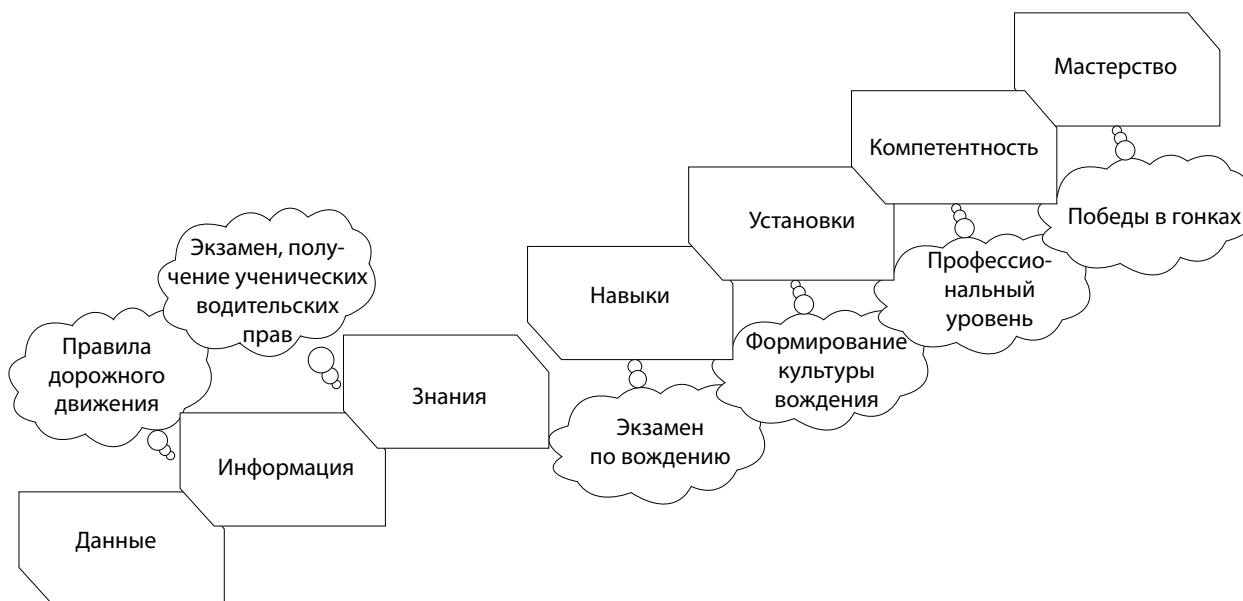 Мастерство
Компетентность
Победы в гонках
Установки
Профессио-
нальный
уровень
Экзамен, полу-
чение ученических
водительских
прав
Навыки
Формирование
культуры
вождения
Правила
дорожного
движения
Знания
Экзамен
по вождению
Информация
Данные